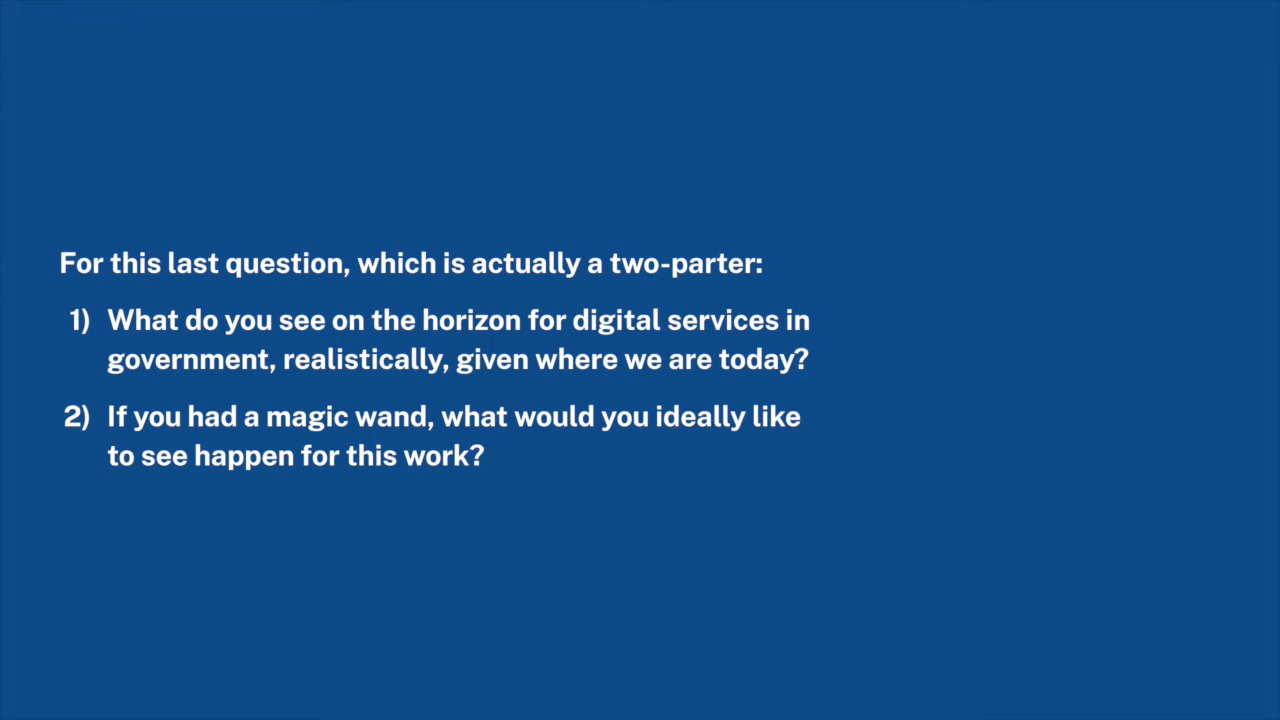 For this last question, which is actually a two-parter:
1) What do you see on the horizon for digital services in
government, realistically, given where we are today?
2) If you had a magic wand, what would you ideally like
to see happen for this work?